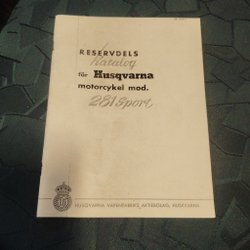 RESERVDELS
Katalog
för Husqvarna
motorcykel mod.
281 Sport
HUSQVARNA VAPENFABRIKS AKTIEBOLAG, HUSKVARNA